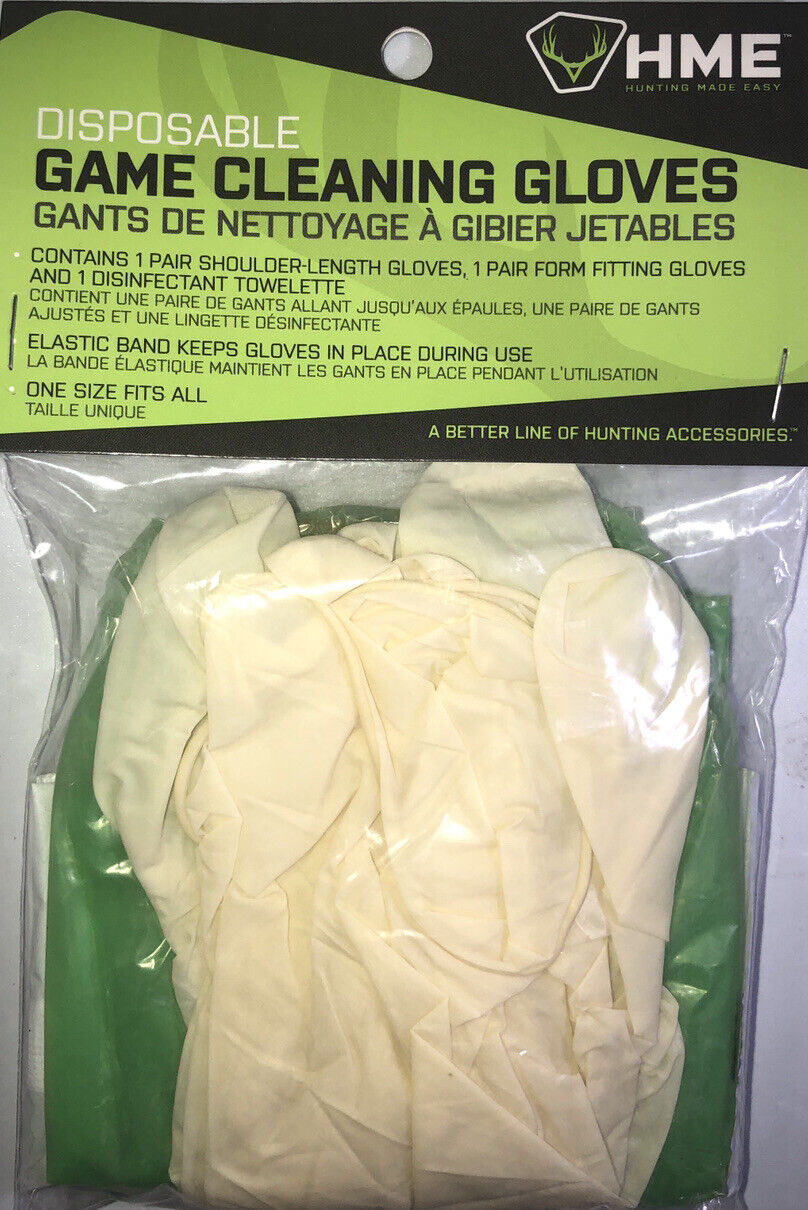 HME™
HUNTING MADE EASY
DISPOSABLE
GAME CLEANING GLOVES
GANTS DE NETTOYAGE À GIBIER JETABLES
• CONTAINS 1 PAIR SHOULDER-LENGTH GLOVES, 1 PAIR FORM FITTING GLOVES
AND 1 DISINFECTANT TOWELETTE
CONTIENT UNE PAIRE DE GANTS ALLANT JUSQU'AUX ÉPAULES, UNE PAIRE DE GANTS
AJUSTÉS ET UNE LINGETTE DÉSINFECTANTE
• ELASTIC BAND KEEPS GLOVES IN PLACE DURING USE
LA BANDE ÉLASTIQUE MAINTIENT LES GANTS EN PLACE PENDANT L'UTILISATION
• ONE SIZE FITS ALL
TAILLE UNIQUE
A BETTER LINE OF HUNTING ACCESSORIES.™